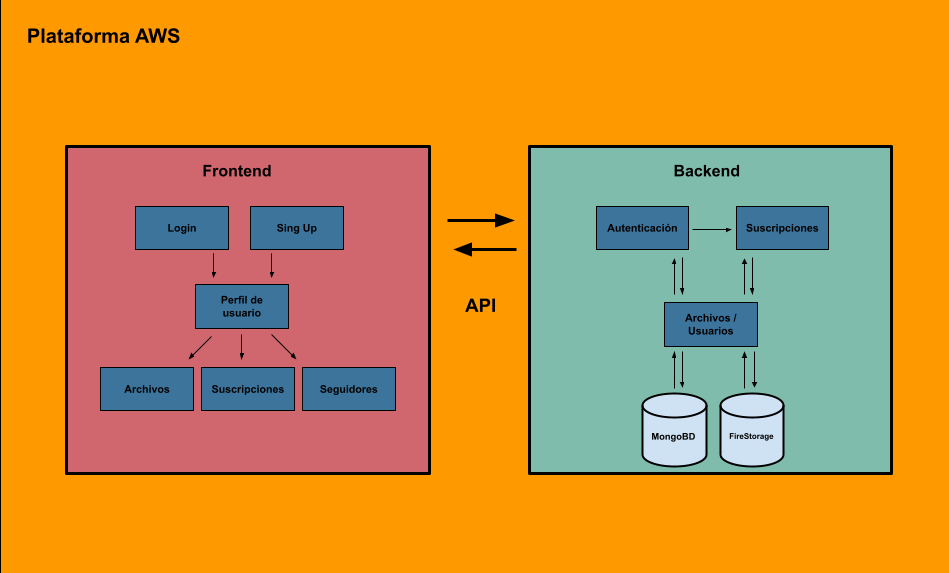 Plataforma AWS
Frontend
Login
Sing Up
Perfil de
usuario
Archivos
Suscripciones
Seguidores
API
Backend
Autenticación
Suscripciones
Archivos /
Usuarios
MongoBD
FireStorage